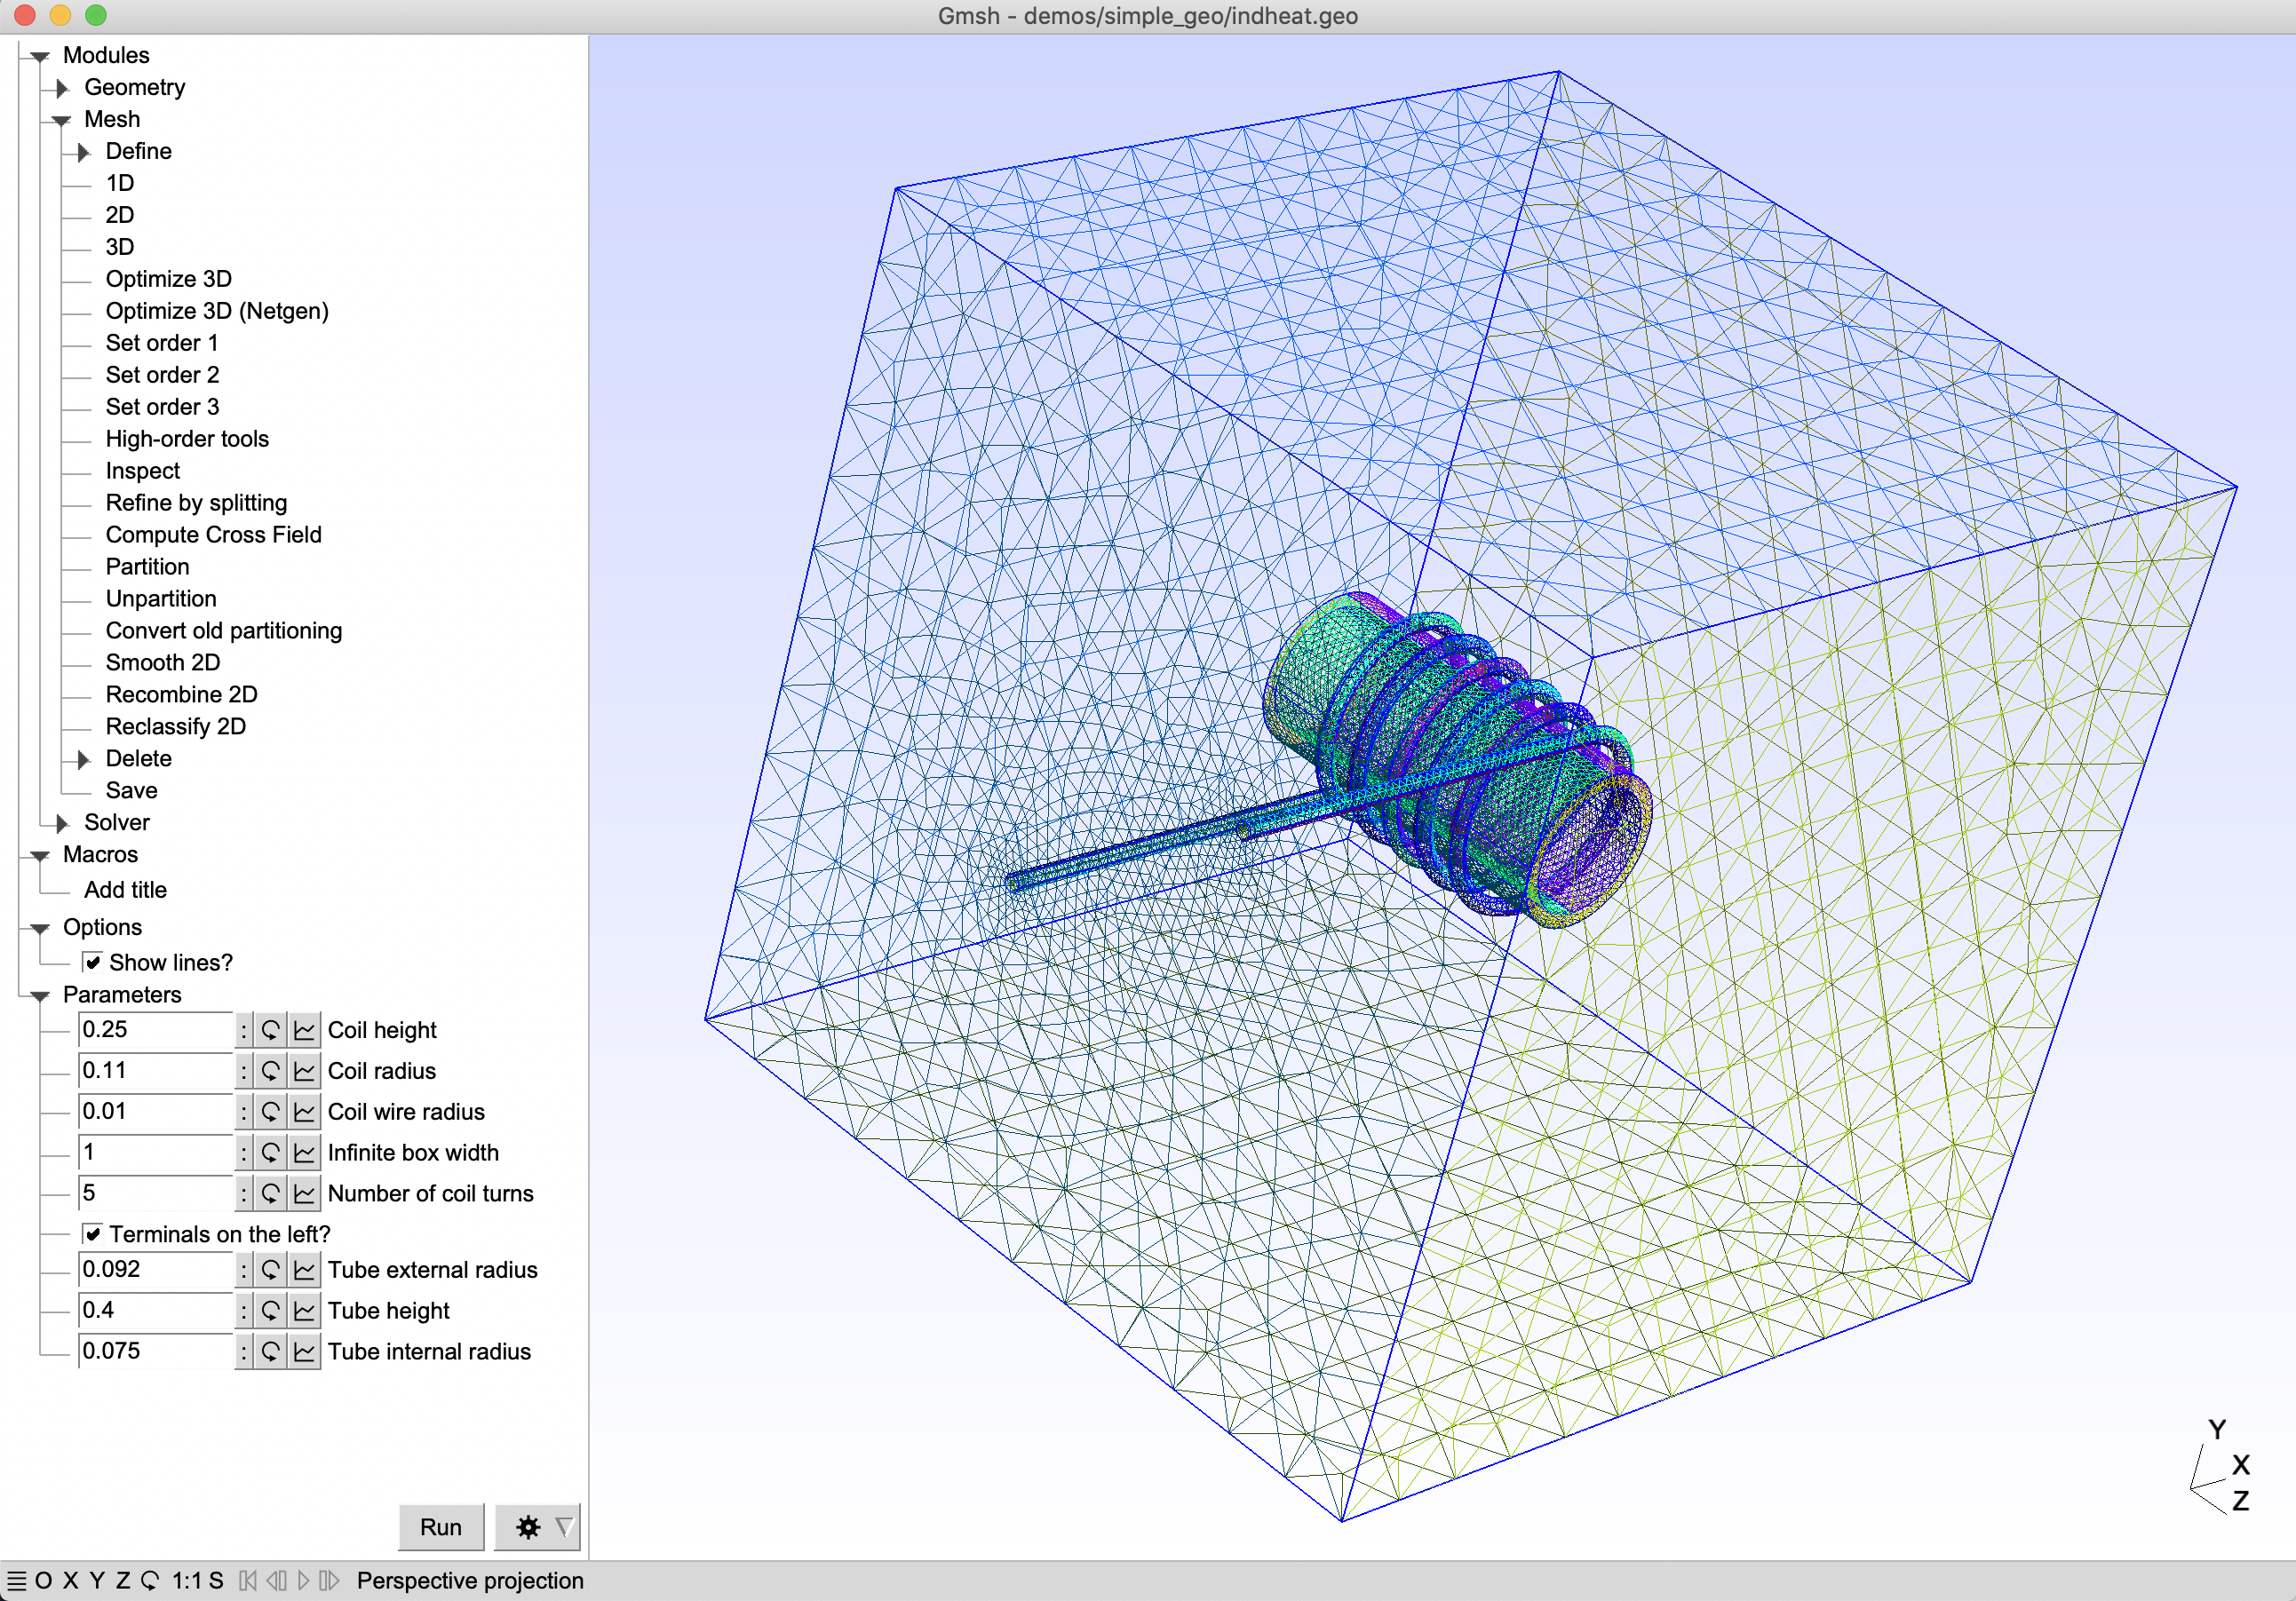 Gmsh - demos/simple_geo/indheat.geo
Modules
Geometry
Mesh
Define
1D
2D
3D
Optimize 3D
Optimize 3D (Netgen)
Set order 1
Set order 2
Set order 3
High-order tools
Inspect
Refine by splitting
Compute Cross Field
Partition
Unpartition
Convert old partitioning
Smooth 2D
Recombine 2D
Reclassify 2D
Delete
Save
Solver
Macros
Add title
Options
Show lines?
Parameters
0.25 : Coil height
0.11 : Coil radius
0.01 : Coil wire radius
1 : Infinite box width
5 : Number of coil turns
Terminals on the left?
0.092 : Tube external radius
0.4 : Tube height
0.075 : Tube internal radius
Y
X
Z
Run
O X Y Z 1:1 S Perspective projection